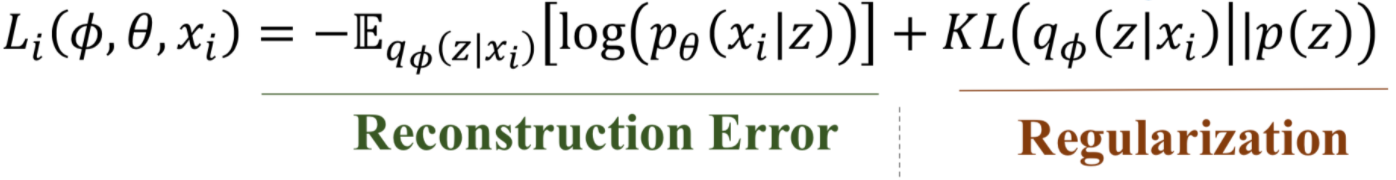 L_i(ϕ, θ, x_i) = −𝔼_{q_ϕ(z|x_i)}[log(p_θ(x_i|z))] + KL(q_ϕ(z|x_i)||p(z))
Reconstruction Error
Regularization